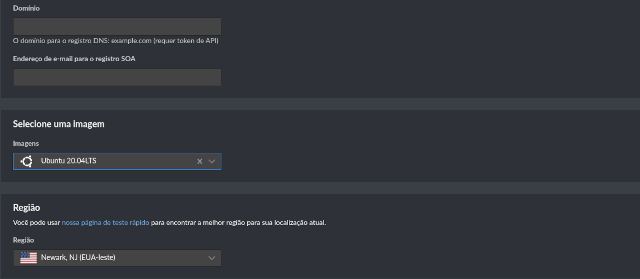 Domínio
O domínio para o registro DNS: example.com (requer token de API)
Endereço de e-mail para o registro SOA
Selecione uma imagem
Imagens
Ubuntu 20.04LTS
Região
Você pode usar nossa página de teste rápido para encontrar a melhor região para sua localização atual.
Região
Newark, NJ (EUA-leste)